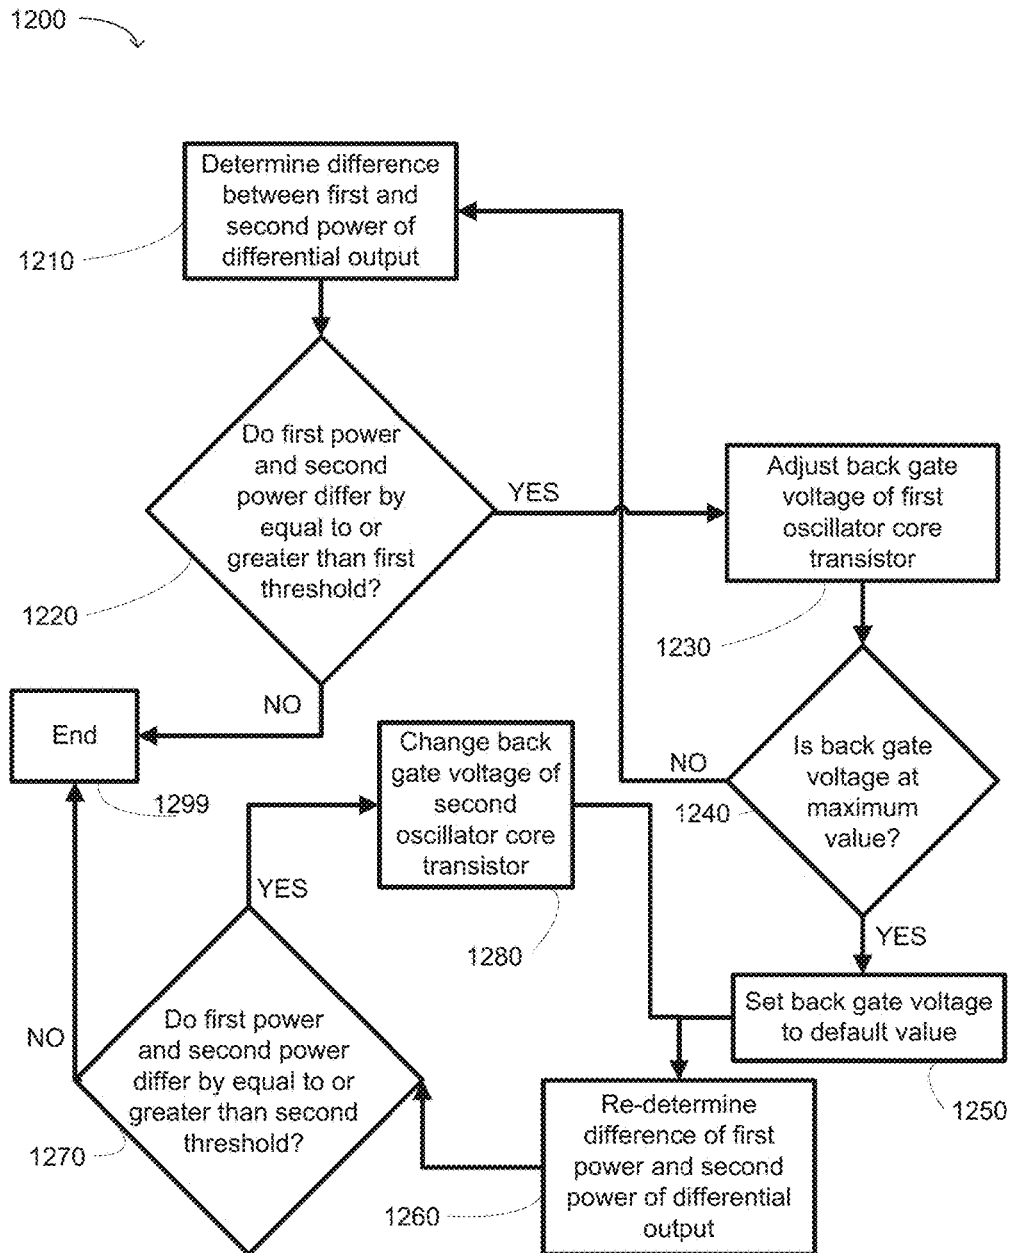 1200
Determine difference
between first and
second power of
differential output
1210
Do first power
and second
power differ by
equal to or
greater than first
threshold?
YES
1220
NO
Adjust back gate
voltage of first
oscillator core
transistor
1230
Is back gate
voltage at
maximum
value?
NO
1240
YES
End
1299
Change back
gate voltage of
second
oscillator core
transistor
1280
YES
Set back gate voltage
to default value
1250
NO
Do first power
and second power
differ by equal to or
greater than second
threshold?
1270
Re-determine
difference of first
power and second
power of differential
output
1260